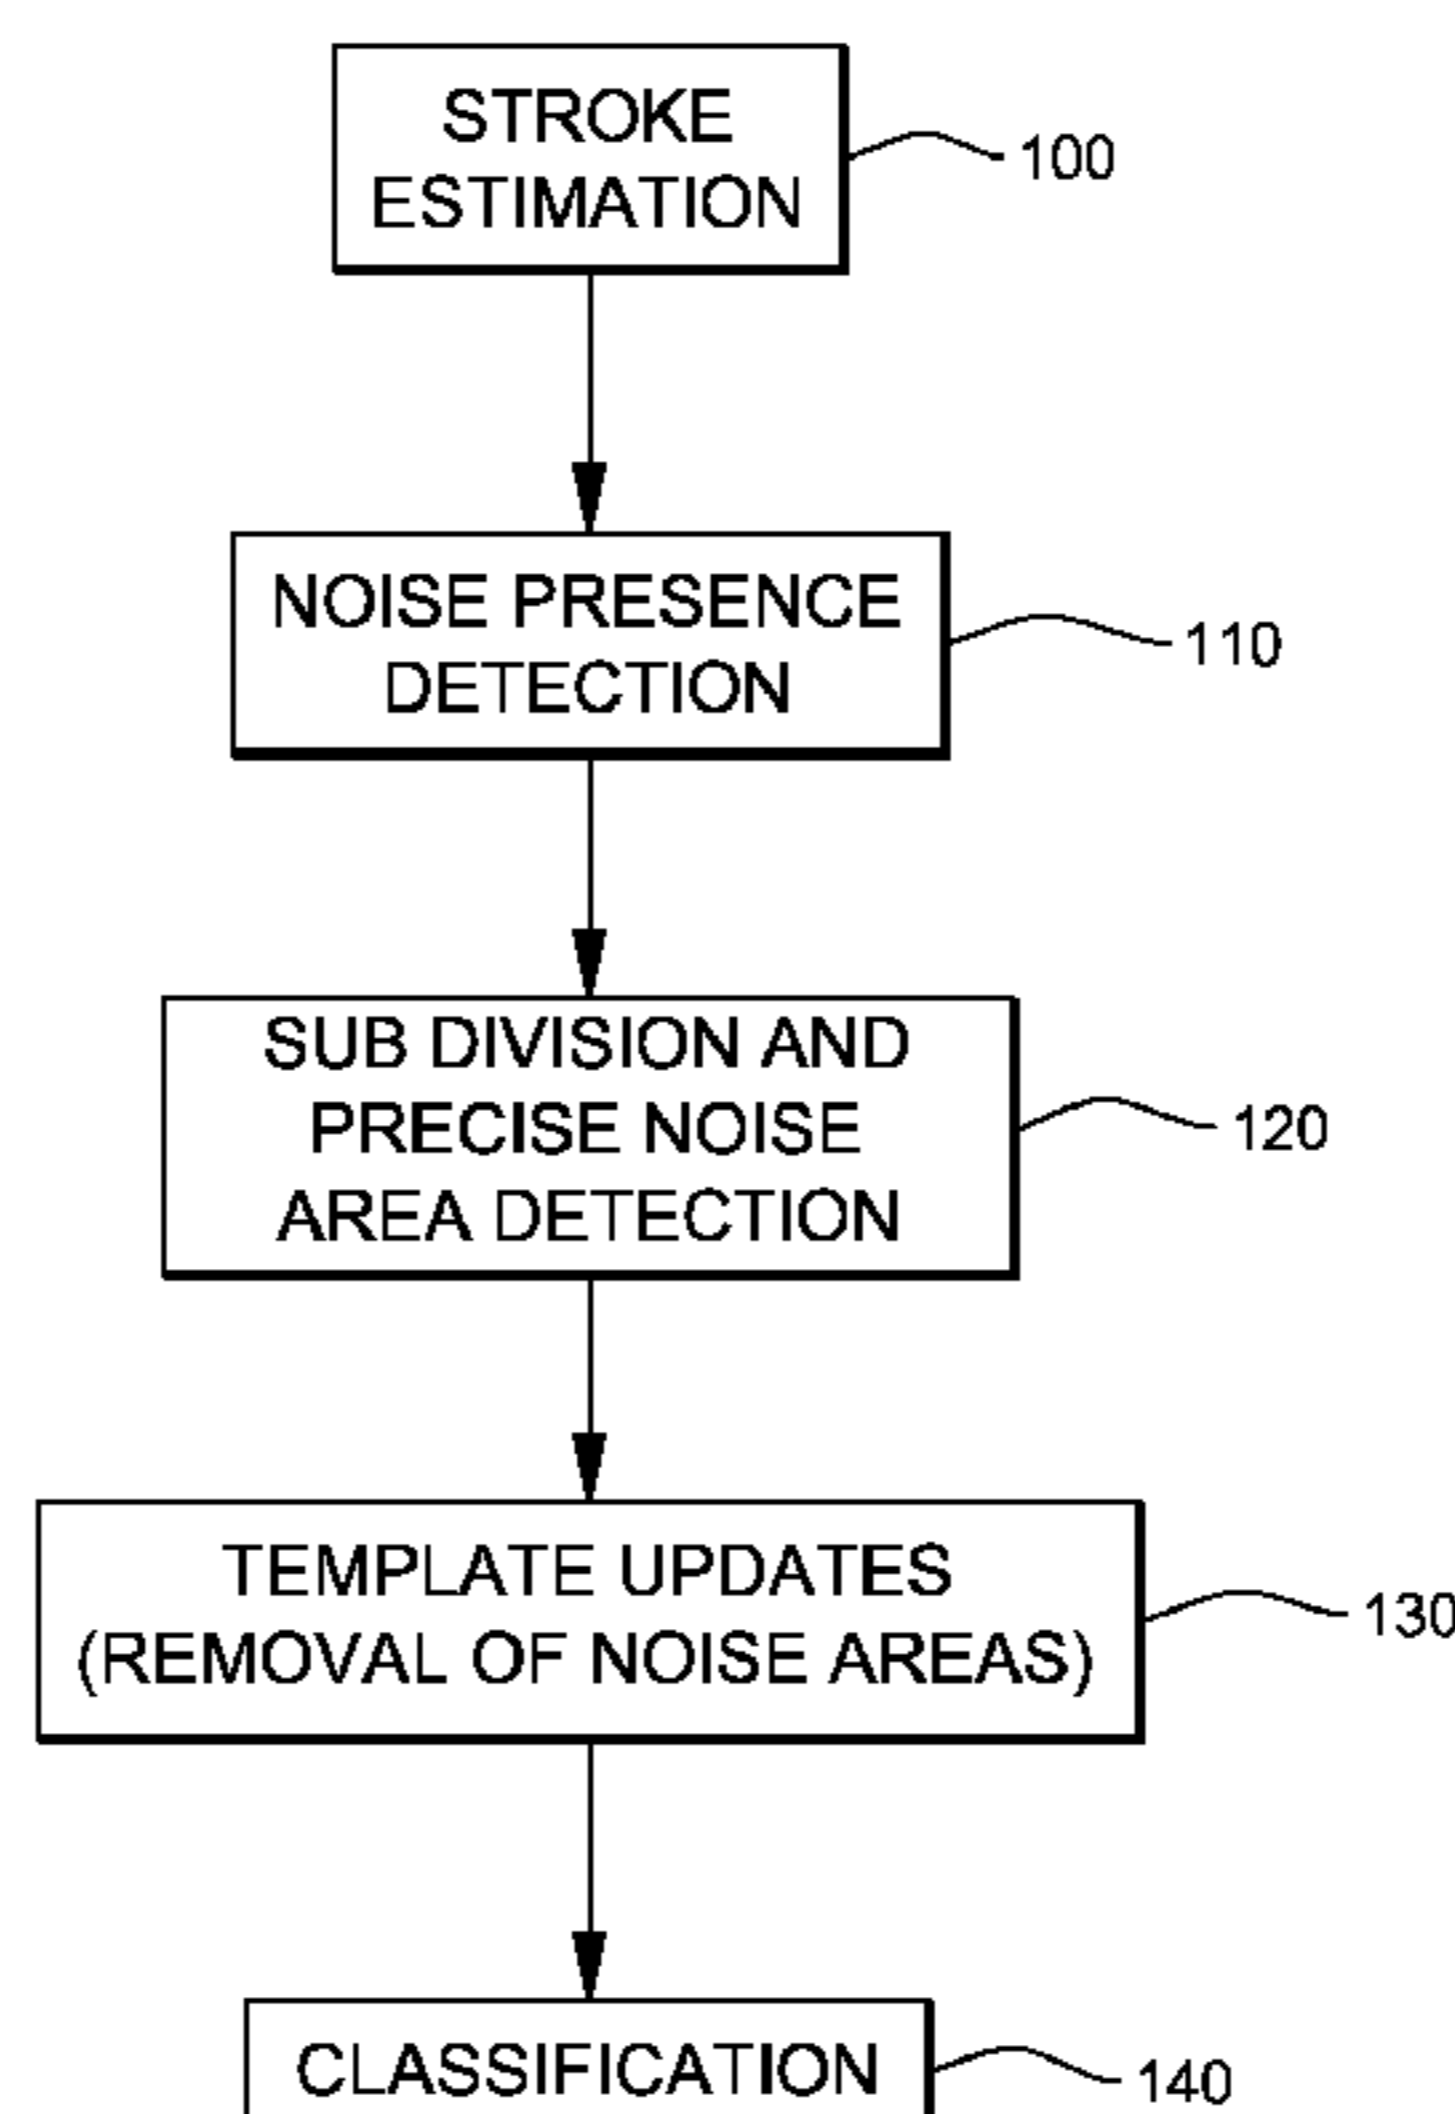 STROKE
ESTIMATION
100
NOISE PRESENCE
DETECTION
110
SUB DIVISION AND
PRECISE NOISE
AREA DETECTION
120
TEMPLATE UPDATES
(REMOVAL OF NOISE AREAS)
130
CLASSIFICATION
140